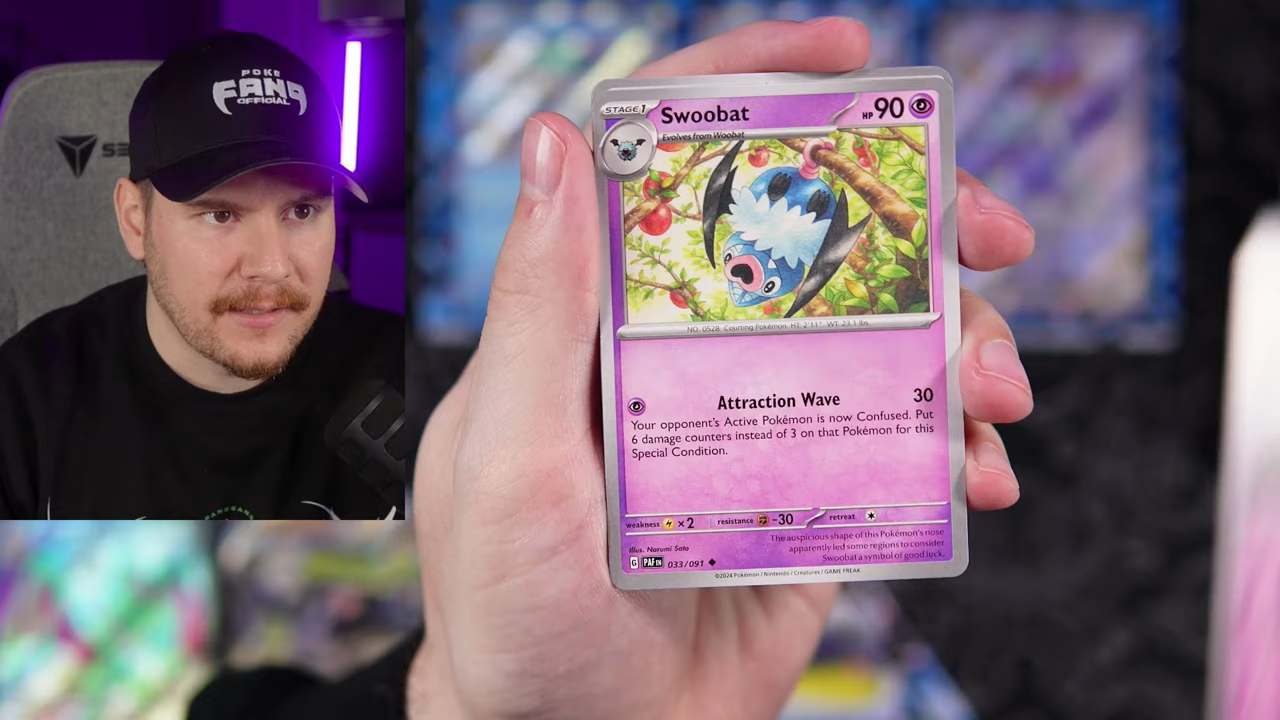 POKE
FANG
OFFICIAL
STAGE 1
Swoobat
HP 90
Evolves from Woobat
NO. 0528 Courting Pokémon HT: 2'11" WT: 23.1 lbs.
Attraction Wave 30
Your opponent's Active Pokémon is now Confused. Put
6 damage counters instead of 3 on that Pokémon for this
Special Condition.
weakness ×2 resistance -30 retreat
The auspicious shape of this Pokémon's nose
apparently led some regions to consider
Swoobat a symbol of good luck.
Illus. Narumi Sato
G PAF EN 033/091
©2024 Pokémon / Nintendo / Creatures / GAME FREAK